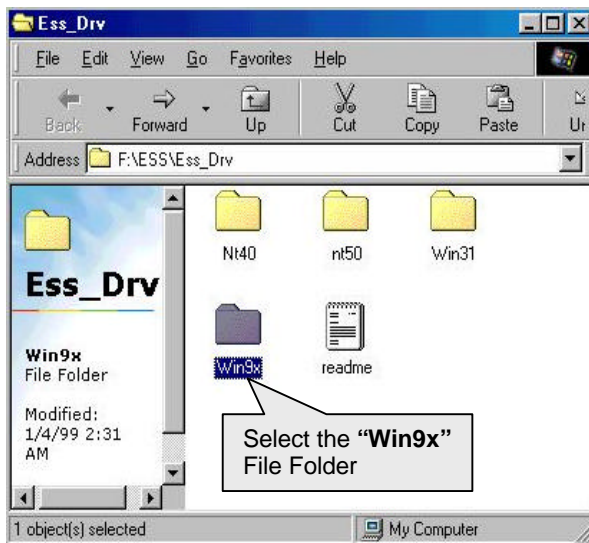 Ess_Drv
File Edit View Go Favorites Help
Back Forward Up Cut Copy Paste
Address F:\ESS\Ess_Drv
Ess_Drv
Win9x
File Folder
Modified:
1/4/99 2:31
AM
Nt40 nt50 Win31
Win9x readme
Select the “Win9x”
File Folder
1 object(s) selected My Computer